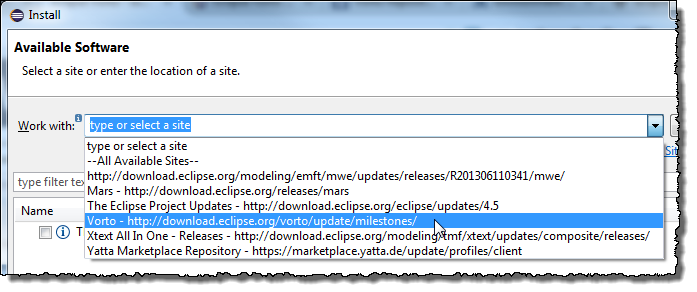 Install
Available Software
Select a site or enter the location of a site.
Work with: type or select a site
type or select a site
--All Available Sites--
http://download.eclipse.org/modeling/emft/mwe/updates/releases/R201306110341/mwe/
Mars - http://download.eclipse.org/releases/mars
The Eclipse Project Updates - http://download.eclipse.org/eclipse/updates/4.5
Vorto - http://download.eclipse.org/vorto/update/milestones/
Xtext All In One - Releases - http://download.eclipse.org/modeling/tmf/xtext/updates/composite/releases/
Yatta Marketplace Repository - https://marketplace.yatta.de/update/profiles/client
type filter tex
Name